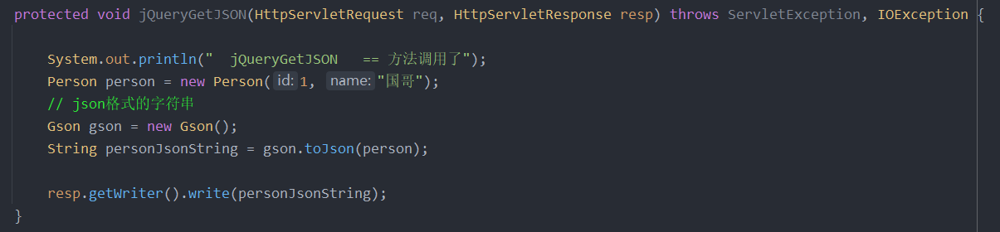 protected void jQueryGetJSON(HttpServletRequest req, HttpServletResponse resp) throws ServletException, IOException {
System.out.println("  jQueryGetJSON   == 方法调用了");
Person person = new Person( id: 1, name: "国哥");
// json格式的字符串
Gson gson = new Gson();
String personJsonString = gson.toJson(person);
resp.getWriter().write(personJsonString);
}